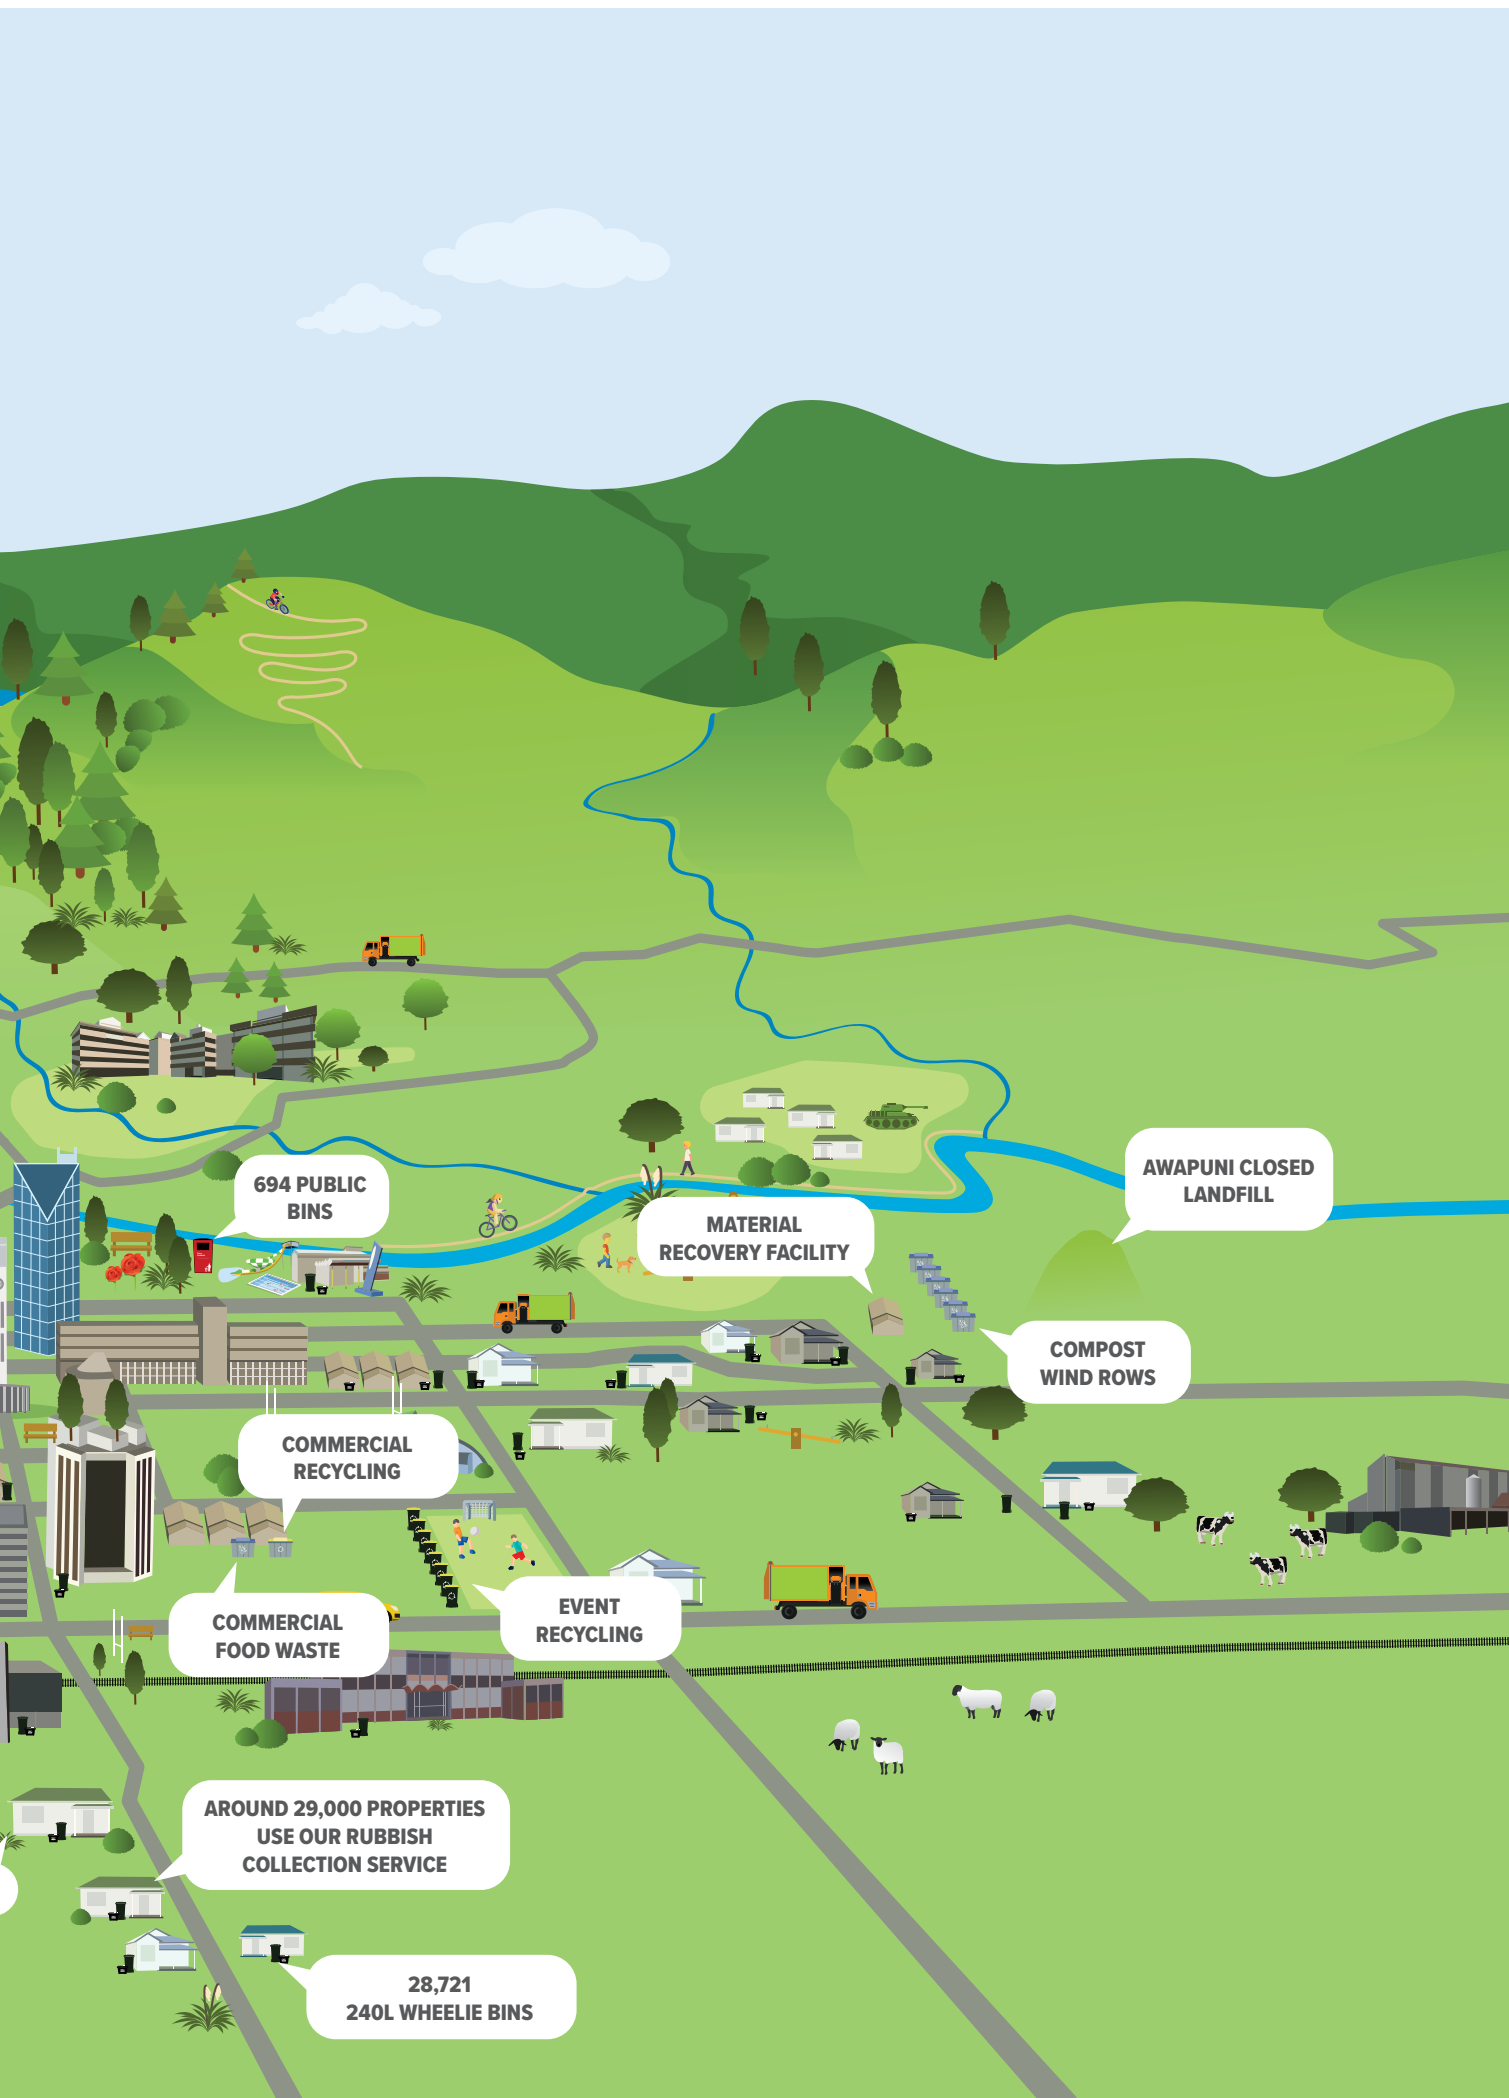 694 PUBLIC
BINS
AWAPUNI CLOSED
LANDFILL
MATERIAL
RECOVERY FACILITY
COMPOST
WIND ROWS
COMMERCIAL
RECYCLING
COMMERCIAL
FOOD WASTE
EVENT
RECYCLING
AROUND 29,000 PROPERTIES
USE OUR RUBBISH
COLLECTION SERVICE
28,721
240L WHEELIE BINS